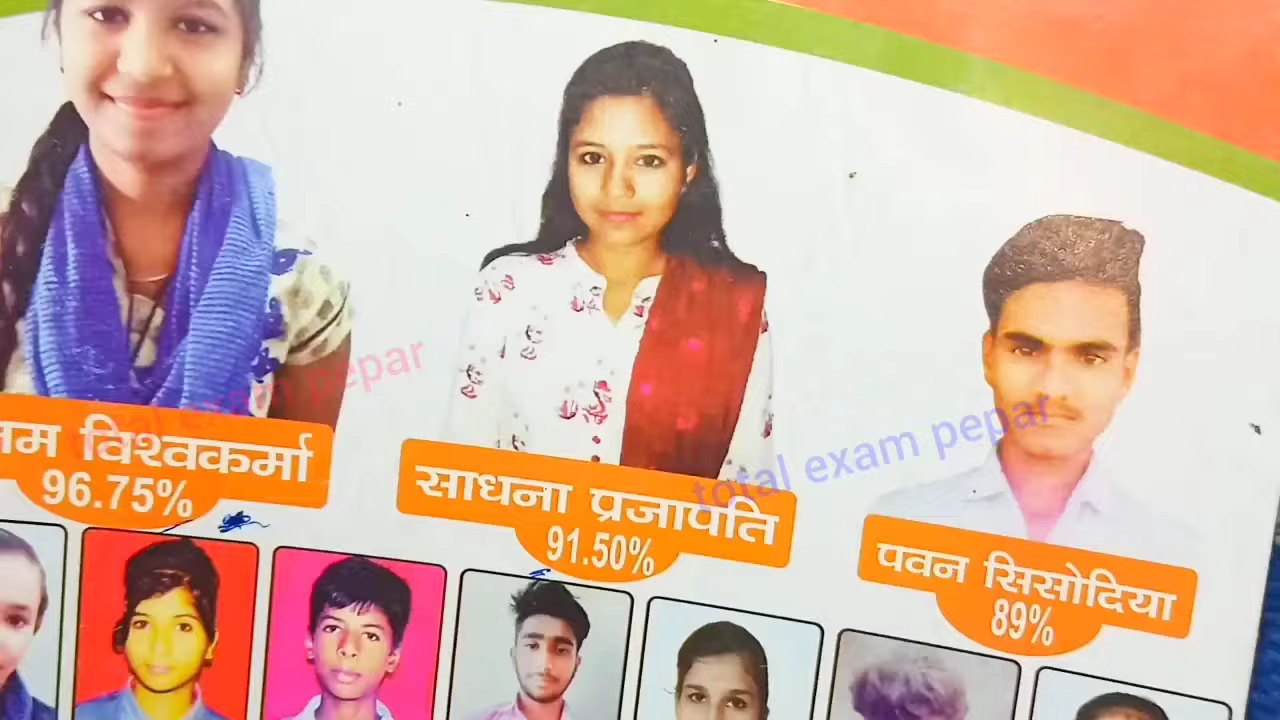 विश्वकर्मा
96.75%
साधना प्रजापति
91.50%
पवन सिसोदिया
89%
total exam pepar
total exam pepar